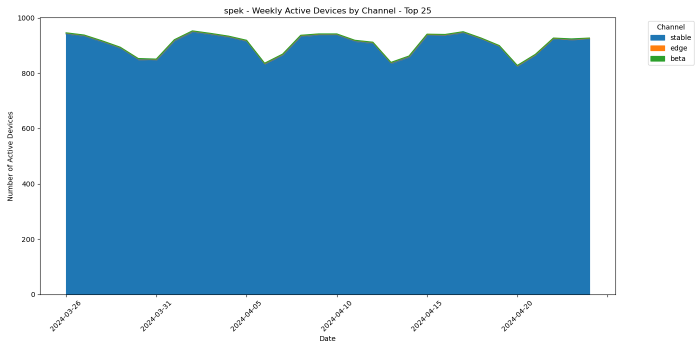 spek - Weekly Active Devices by Channel - Top 25
Channel
stable
edge
beta
Number of Active Devices
1000
800
600
400
200
0
2024-03-26
2024-03-31
2024-04-05
2024-04-10
2024-04-15
2024-04-20
Date